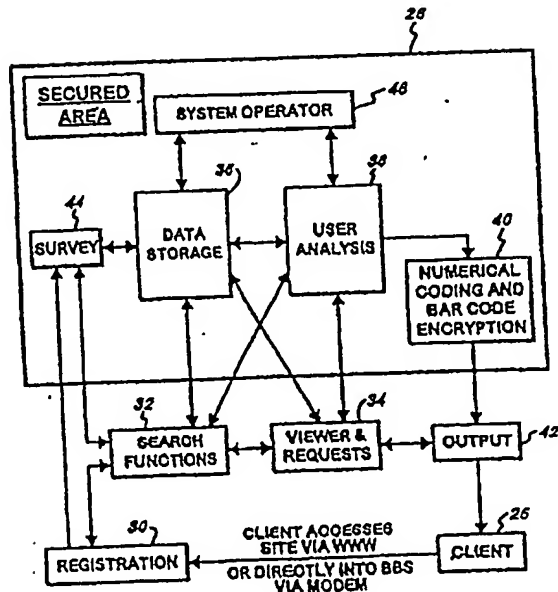 28
SECURED
AREA
SYSTEM OPERATOR
48
36
38
44
40
SURVEY
DATA
STORAGE
USER
ANALYSIS
NUMERICAL
CODING AND
BAR CODE
ENCRYPTION
32
34
SEARCH
FUNCTIONS
VIEWER &
REQUESTS
OUTPUT
42
30
26
REGISTRATION
CLIENT ACCESSES
SITE VIA WWW
OR DIRECTLY INTO BBS
VIA MODEM
CLIENT